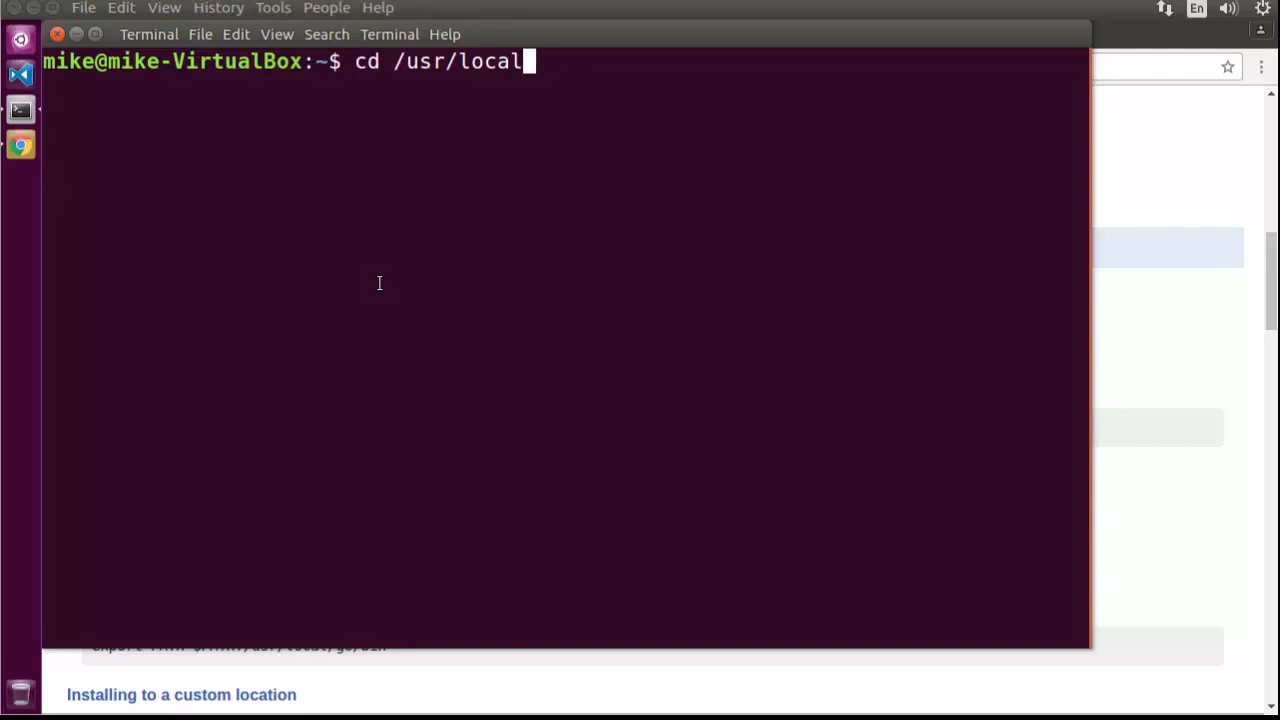 File Edit View History Tools People Help En
Terminal File Edit View Search Terminal Help
mike@mike-VirtualBox:~$ cd /usr/local
Installing to a custom location